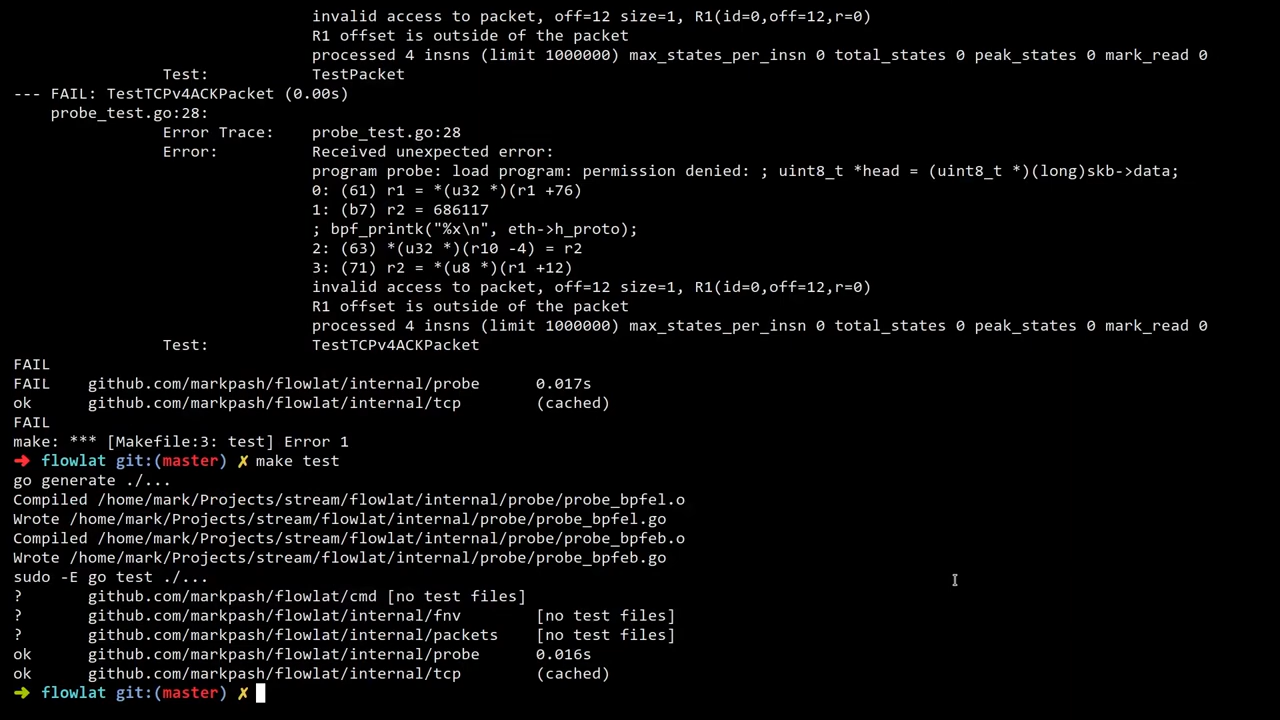 invalid access to packet, off=12 size=1, R1(id=0,off=12,r=0)
R1 offset is outside of the packet
processed 4 insns (limit 1000000) max_states_per_insn 0 total_states 0 peak_states 0 mark_read 0
Test: TestPacket
--- FAIL: TestTCPv4ACKPacket (0.00s)
probe_test.go:28:
Error Trace: probe_test.go:28
Error: Received unexpected error:
program probe: load program: permission denied: ; uint8_t *head = (uint8_t *)(long)skb->data;
0: (61) r1 = *(u32 *)(r1 +76)
1: (b7) r2 = 686117
; bpf_printk("%x\n", eth->h_proto);
2: (63) *(u32 *)(r10 -4) = r2
3: (71) r2 = *(u8 *)(r1 +12)
invalid access to packet, off=12 size=1, R1(id=0,off=12,r=0)
R1 offset is outside of the packet
processed 4 insns (limit 1000000) max_states_per_insn 0 total_states 0 peak_states 0 mark_read 0
Test: TestTCPv4ACKPacket
FAIL
FAIL github.com/markpash/flowlat/internal/probe 0.017s
ok github.com/markpash/flowlat/internal/tcp (cached)
FAIL
make: *** [Makefile:3: test] Error 1
➜ flowlat git:(master) ✗ make test
go generate ./...
Compiled /home/mark/Projects/stream/flowlat/internal/probe/probe_bpfel.o
Wrote /home/mark/Projects/stream/flowlat/internal/probe/probe_bpfel.go
Compiled /home/mark/Projects/stream/flowlat/internal/probe/probe_bpfeb.o
Wrote /home/mark/Projects/stream/flowlat/internal/probe/probe_bpfeb.go
sudo -E go test ./...
? github.com/markpash/flowlat/cmd [no test files]
? github.com/markpash/flowlat/internal/fnv [no test files]
? github.com/markpash/flowlat/internal/packets [no test files]
ok github.com/markpash/flowlat/internal/probe 0.016s
ok github.com/markpash/flowlat/internal/tcp (cached)
➜ flowlat git:(master) ✗